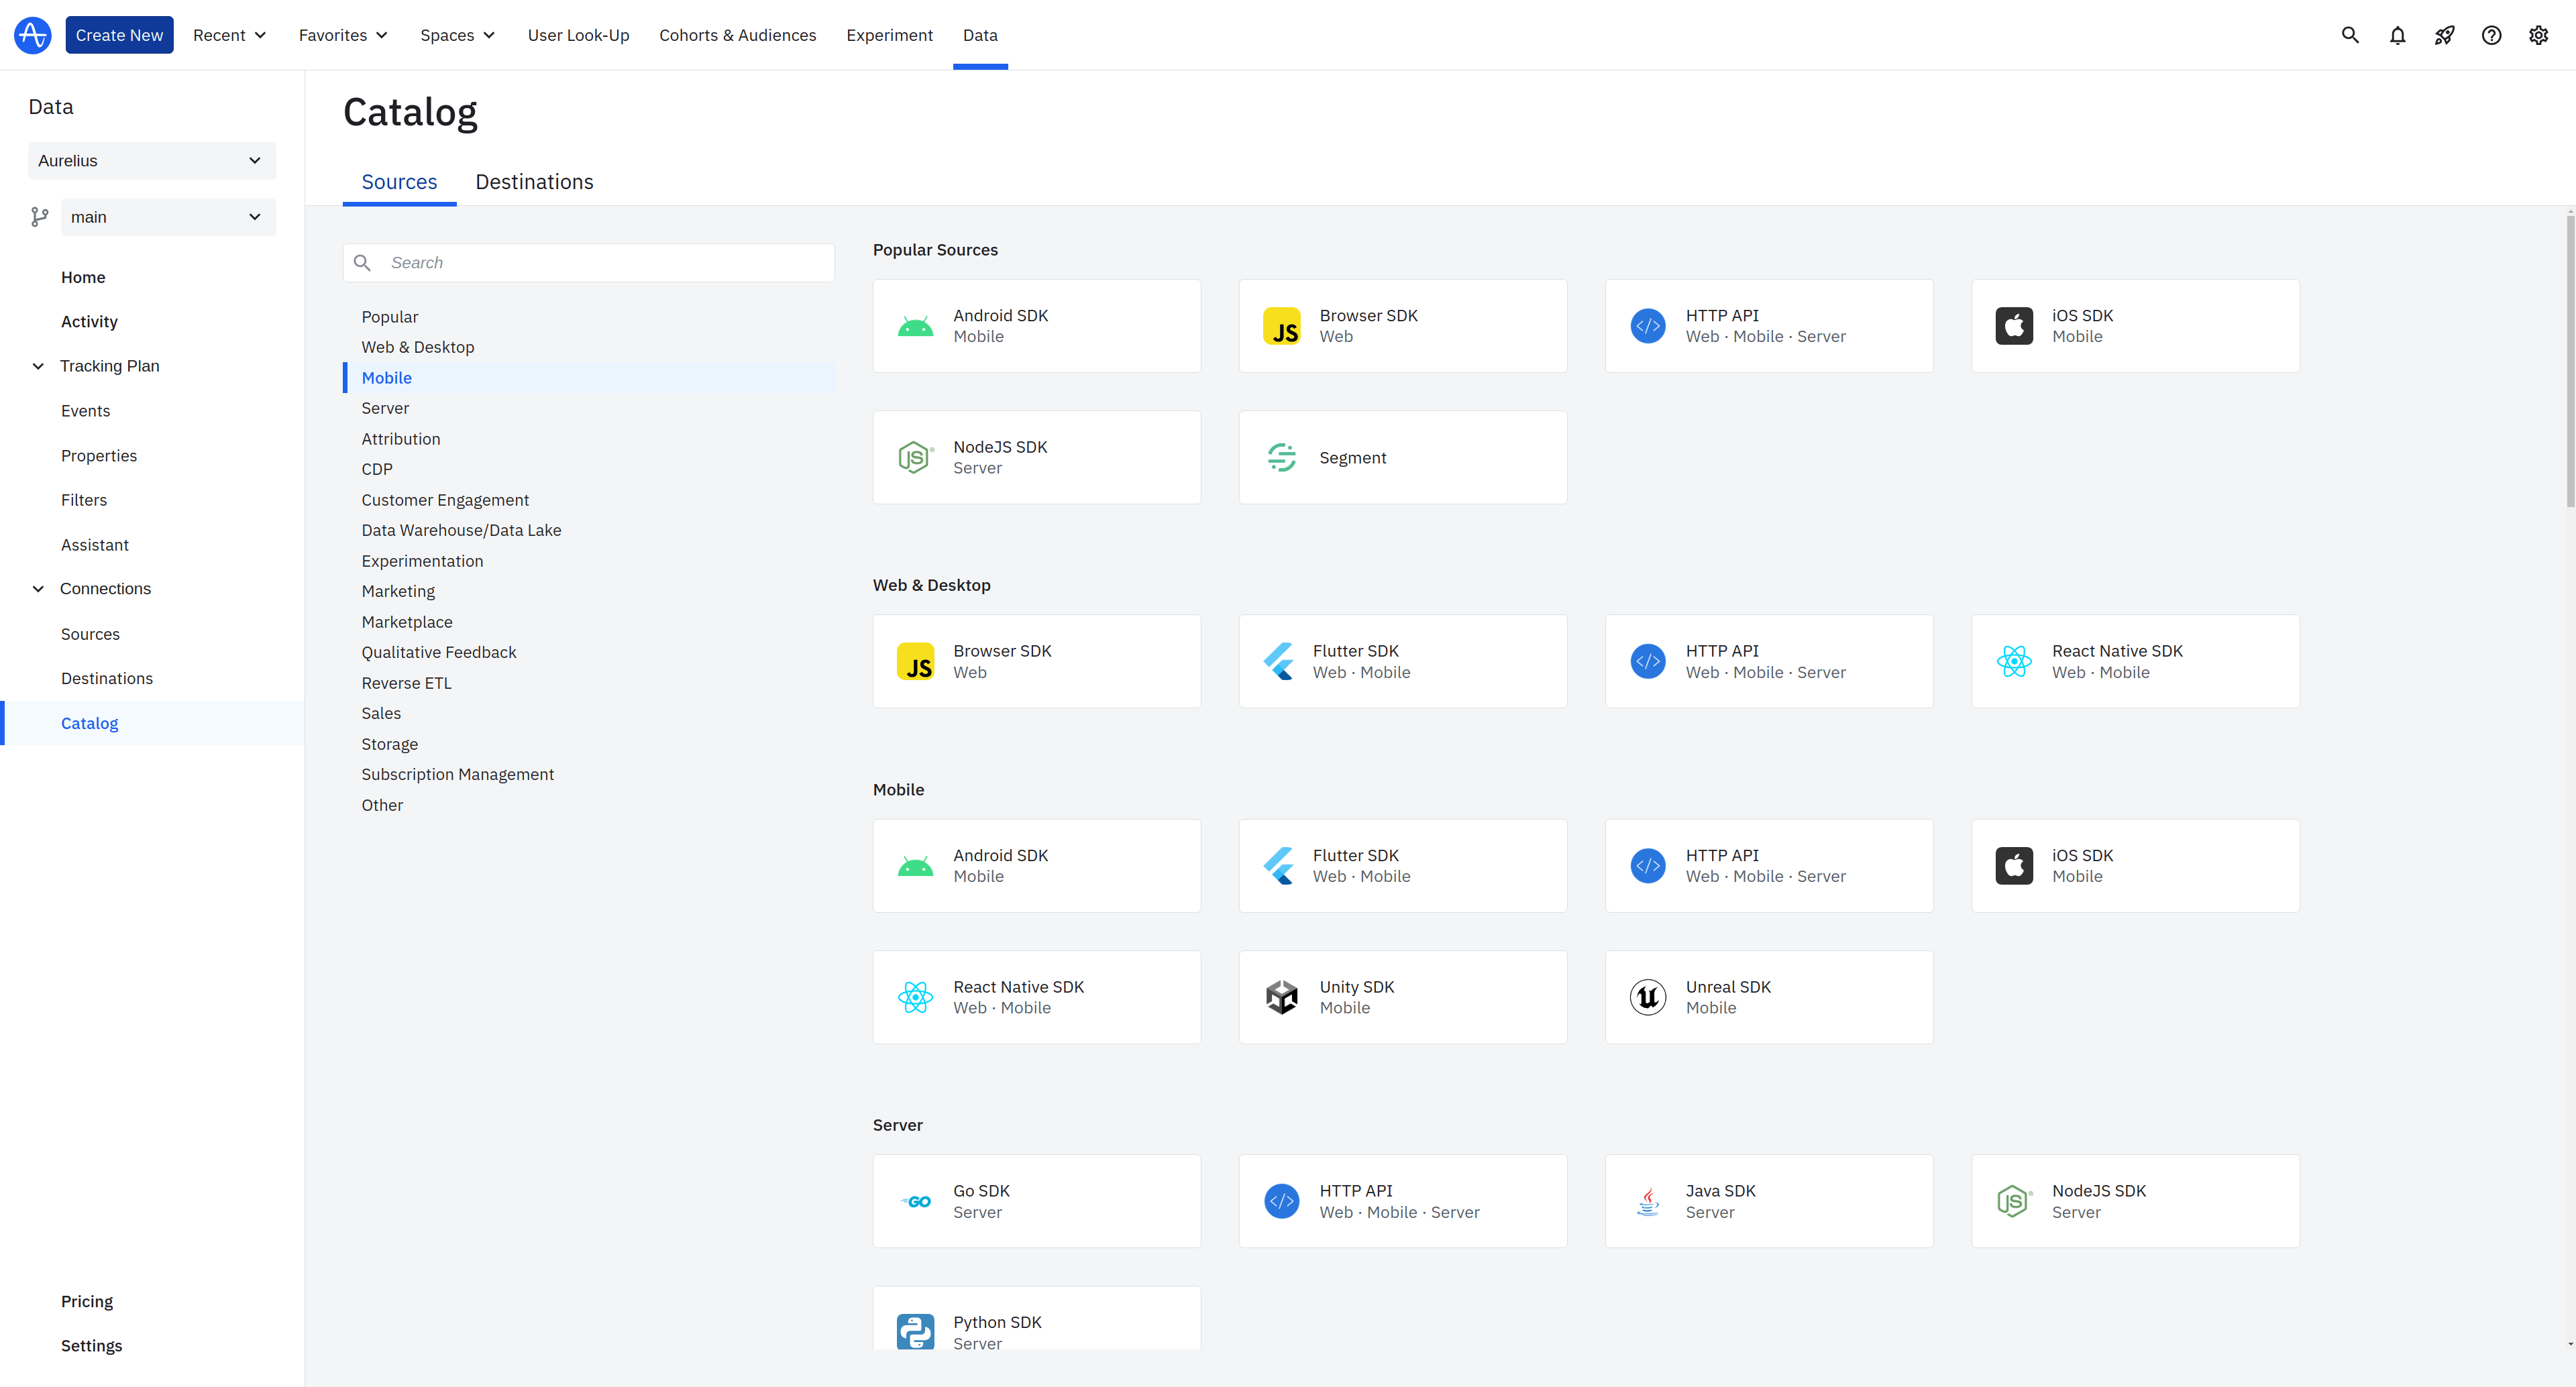 Create New
Recent
Favorites
Spaces
User Look-Up
Cohorts & Audiences
Experiment
Data
Data
Aurelius
main
Home
Activity
Tracking Plan
Events
Properties
Filters
Assistant
Connections
Sources
Destinations
Catalog
Pricing
Settings
Catalog
Sources
Destinations
Search
Popular
Web & Desktop
Mobile
Server
Attribution
CDP
Customer Engagement
Data Warehouse/Data Lake
Experimentation
Marketing
Marketplace
Qualitative Feedback
Reverse ETL
Sales
Storage
Subscription Management
Other
Popular Sources
Android SDK
Mobile
JS
Browser SDK
Web
</>
HTTP API
Web · Mobile · Server
iOS SDK
Mobile
JS
NodeJS SDK
Server
Segment
Web & Desktop
JS
Browser SDK
Web
Flutter SDK
Web · Mobile
</>
HTTP API
Web · Mobile · Server
React Native SDK
Web · Mobile
Mobile
Android SDK
Mobile
Flutter SDK
Web · Mobile
</>
HTTP API
Web · Mobile · Server
iOS SDK
Mobile
React Native SDK
Web · Mobile
Unity SDK
Mobile
Unreal SDK
Mobile
Server
GO
Go SDK
Server
</>
HTTP API
Web · Mobile · Server
Java SDK
Server
JS
NodeJS SDK
Server
Python SDK
Server